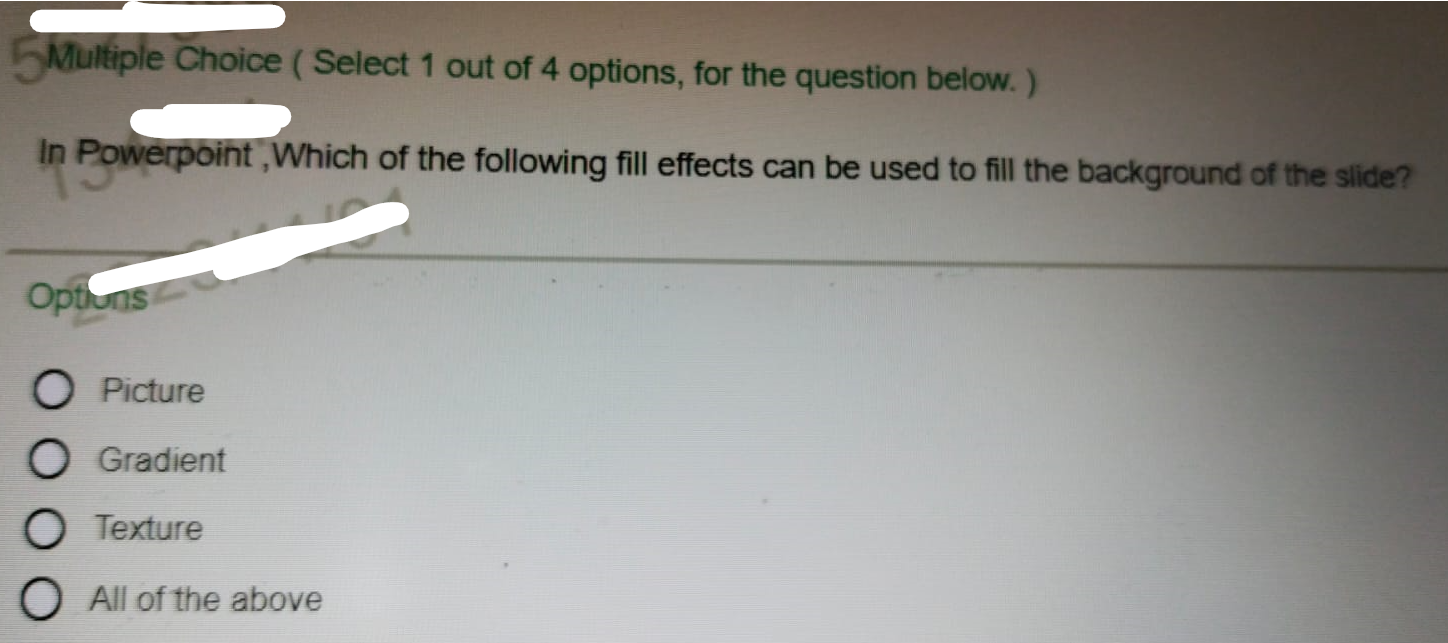 Multiple Choice ( Select 1 out of 4 options, for the question below. )
In Powerpoint ,Which of the following fill effects can be used to fill the background of the slide?
Options
Picture
Gradient
Texture
All of the above